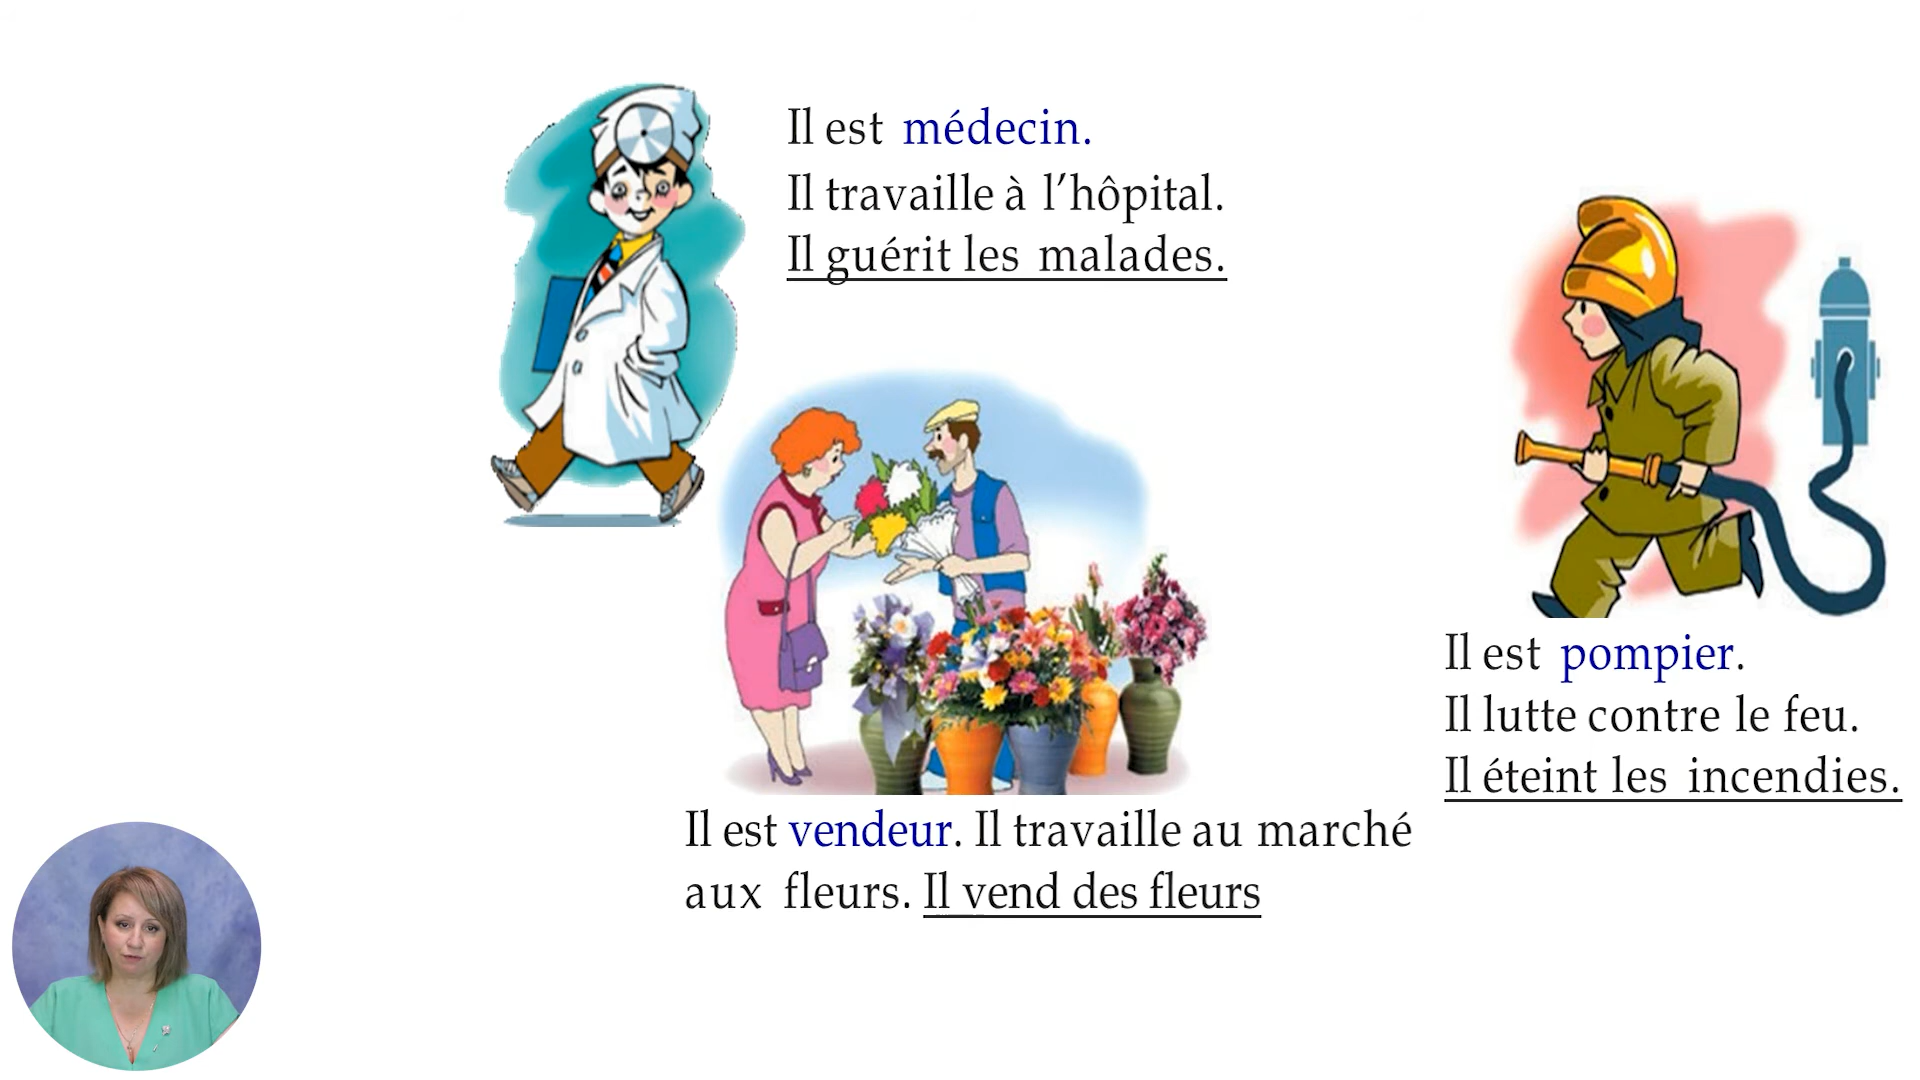 Il est médecin.
Il travaille à l’hôpital.
Il guérit les malades.
Il est pompier.
Il lutte contre le feu.
Il éteint les incendies.
Il est vendeur. Il travaille au marché
aux fleurs. Il vend des fleurs